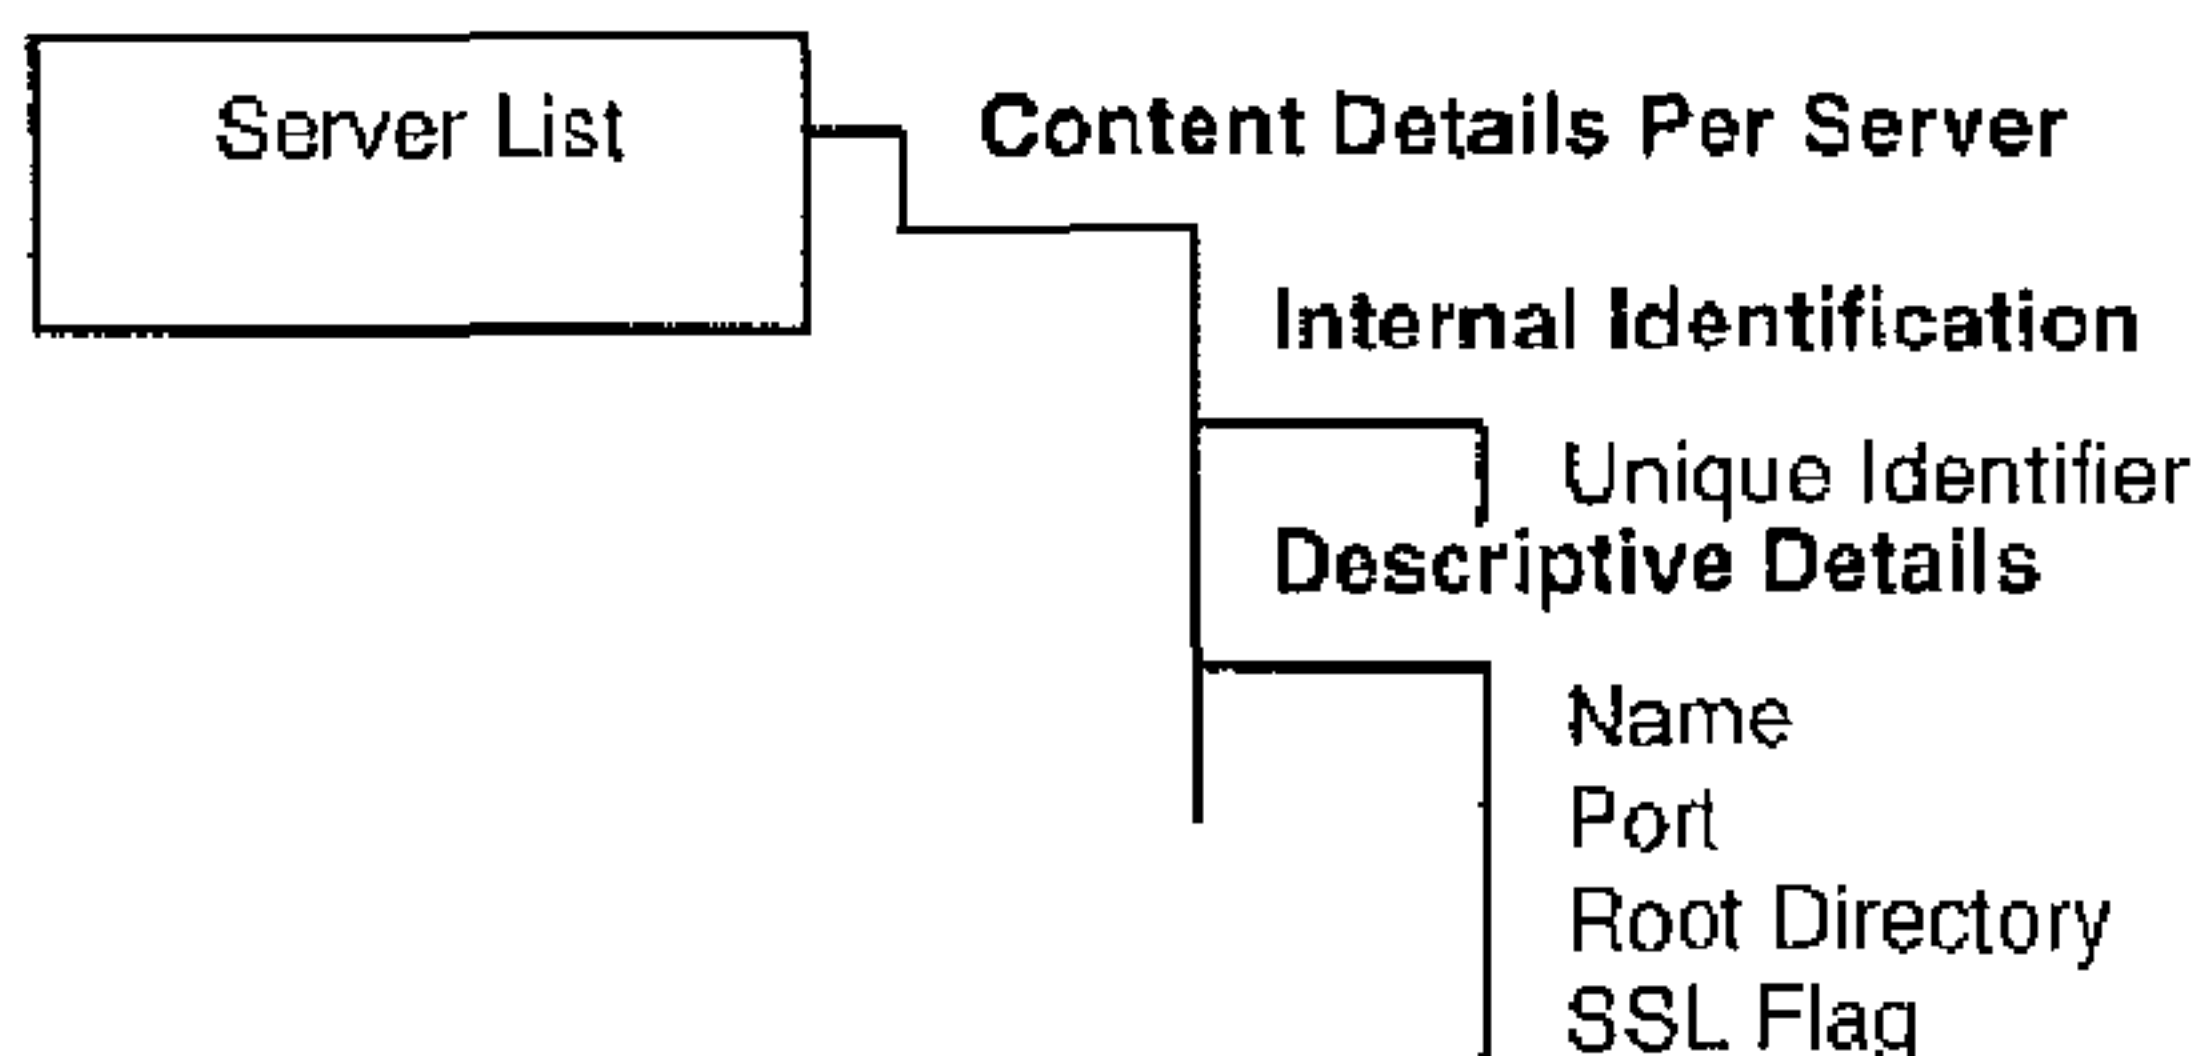 Server List
Content Details Per Server
Internal Identification
Unique Identifier
Descriptive Details
Name
Port
Root Directory
SSL Flag